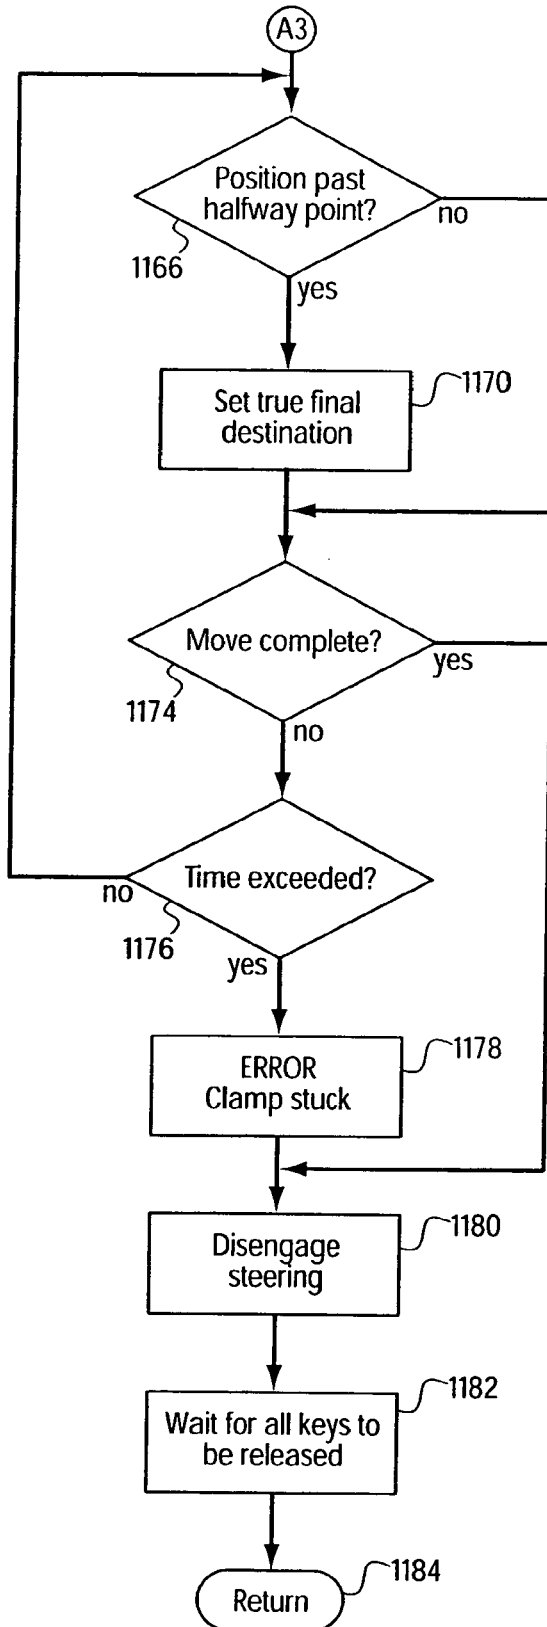 A3
Position past
halfway point?
no
1166
yes
1170
Set true final
destination
Move complete?
yes
1174
no
Time exceeded?
no
1176
yes
1178
ERROR
Clamp stuck
1180
Disengage
steering
1182
Wait for all keys to
be released
1184
Return